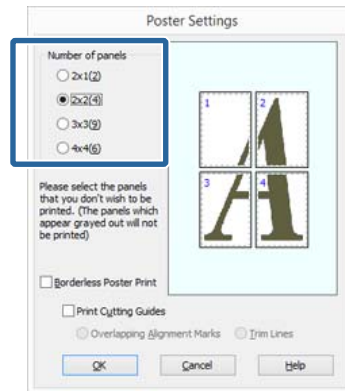 Poster Settings
Number of panels
2x1(2)
2x2(4)
3x3(9)
4x4(6)
1
2
3
4
Please select the panels
that you don't wish to be
printed. (The panels which
appear grayed out will not
be printed)
Borderless Poster Print
Print Cutting Guides
Overlapping Alignment Marks
Trim Lines
OK
Cancel
Help